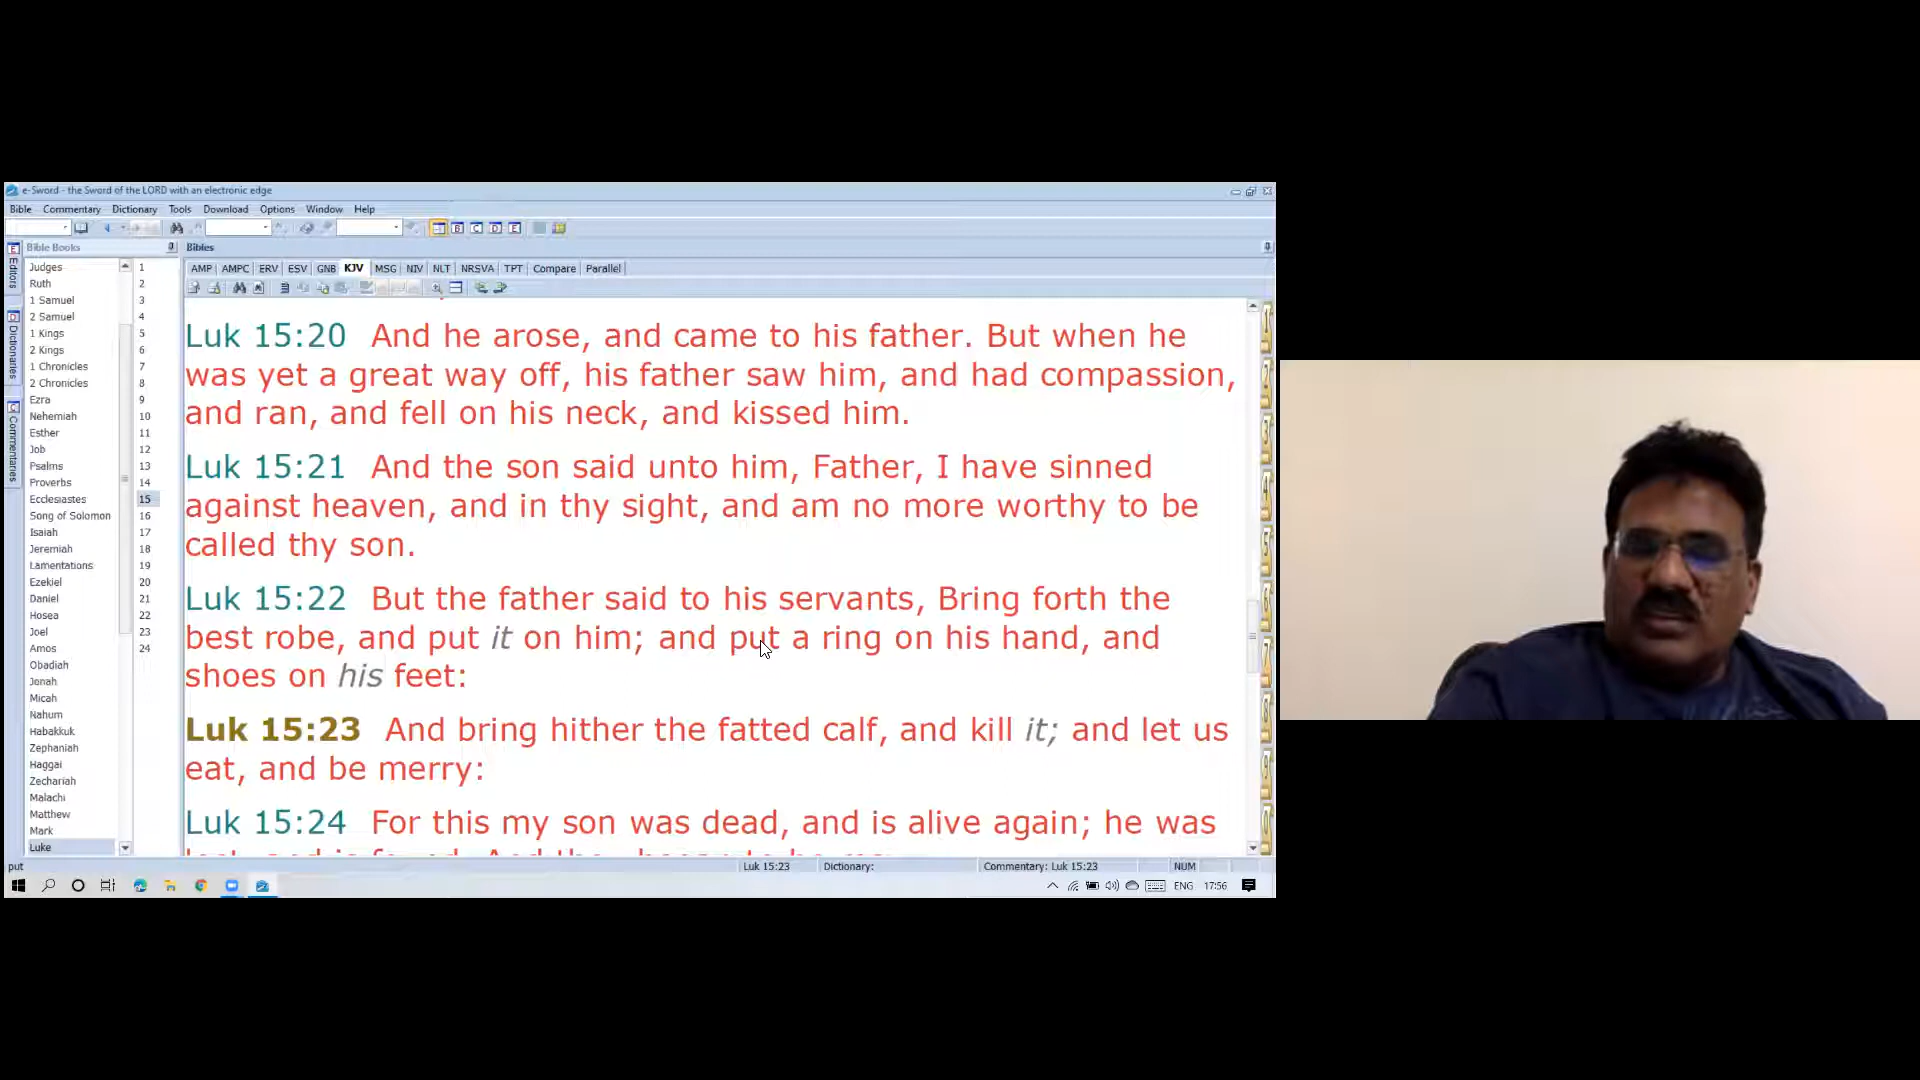 e-Sword - the Sword of the LORD with an electronic edge
Bible Commentary Dictionary Tools Download Options Window Help
Bible Books
Bibles
AMP AMPC ERV ESV GNB KJV MSG NIV NLT NRSVA TPT Compare Parallel
Editors
Dictionaries
Commentaries
Judges
Ruth
1 Samuel
2 Samuel
1 Kings
2 Kings
1 Chronicles
2 Chronicles
Ezra
Nehemiah
Esther
Job
Psalms
Proverbs
Ecclesiastes
Song of Solomon
Isaiah
Jeremiah
Lamentations
Ezekiel
Daniel
Hosea
Joel
Amos
Obadiah
Jonah
Micah
Nahum
Habakkuk
Zephaniah
Haggai
Zechariah
Malachi
Matthew
Mark
Luke
1
2
3
4
5
6
7
8
9
10
11
12
13
14
15
16
17
18
19
20
21
22
23
24
Luk 15:20 And he arose, and came to his father. But when he
was yet a great way off, his father saw him, and had compassion,
and ran, and fell on his neck, and kissed him.
Luk 15:21 And the son said unto him, Father, I have sinned
against heaven, and in thy sight, and am no more worthy to be
called thy son.
Luk 15:22 But the father said to his servants, Bring forth the
best robe, and put it on him; and put a ring on his hand, and
shoes on his feet:
Luk 15:23 And bring hither the fatted calf, and kill it; and let us
eat, and be merry:
Luk 15:24 For this my son was dead, and is alive again; he was
put
Luk 15:23 Dictionary: Commentary: Luk 15:23 NUM
ENG 17:56